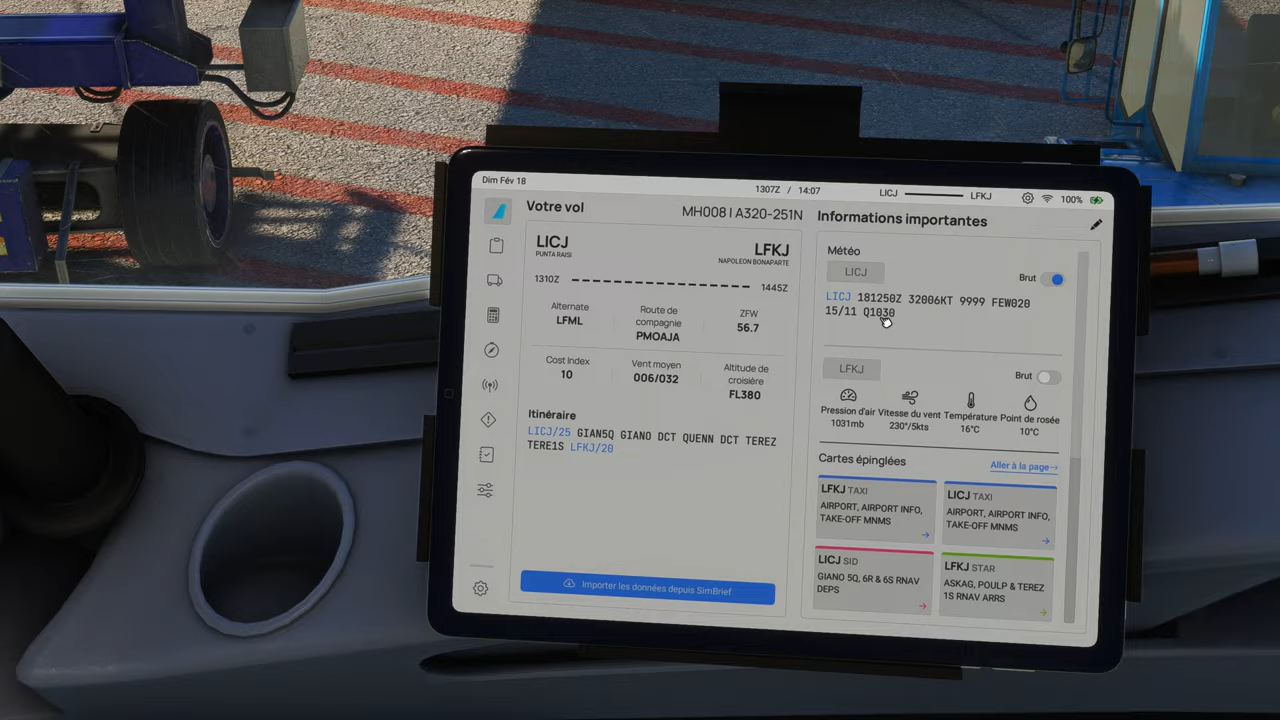 Dim Fév 18
1307Z / 14:07
LICJ LFKJ
100%
Votre vol
MH008 | A320-251N
LICJ
PUNTA RAISI
LFKJ
NAPOLEON BONAPARTE
1310Z
1445Z
Alternate
LFML
Route de
compagnie
PMOAJA
ZFW
56.7
Cost Index
10
Vent moyen
006/032
Altitude de
croisière
FL380
Itinéraire
LICJ/25 GIAN5Q GIANO DCT QUENN DCT TEREZ
TERE1S LFKJ/20
Importer les données depuis SimBrief
Informations importantes
Météo
LICJ
Brut
LICJ 181250Z 32006KT 9999 FEW020
15/11 Q1030
LFKJ
Brut
Pression d'air
1031mb
Vitesse du vent
230°/5kts
Température
16°C
Point de rosée
10°C
Cartes épinglées
Aller à la page
LFKJ TAXI
AIRPORT, AIRPORT INFO,
TAKE-OFF MNMS
LICJ TAXI
AIRPORT, AIRPORT INFO,
TAKE-OFF MNMS
LICJ SID
GIANO 5Q, 6R & 6S RNAV
DEPS
LFKJ STAR
ASKAG, POULP & TEREZ
1S RNAV ARRS